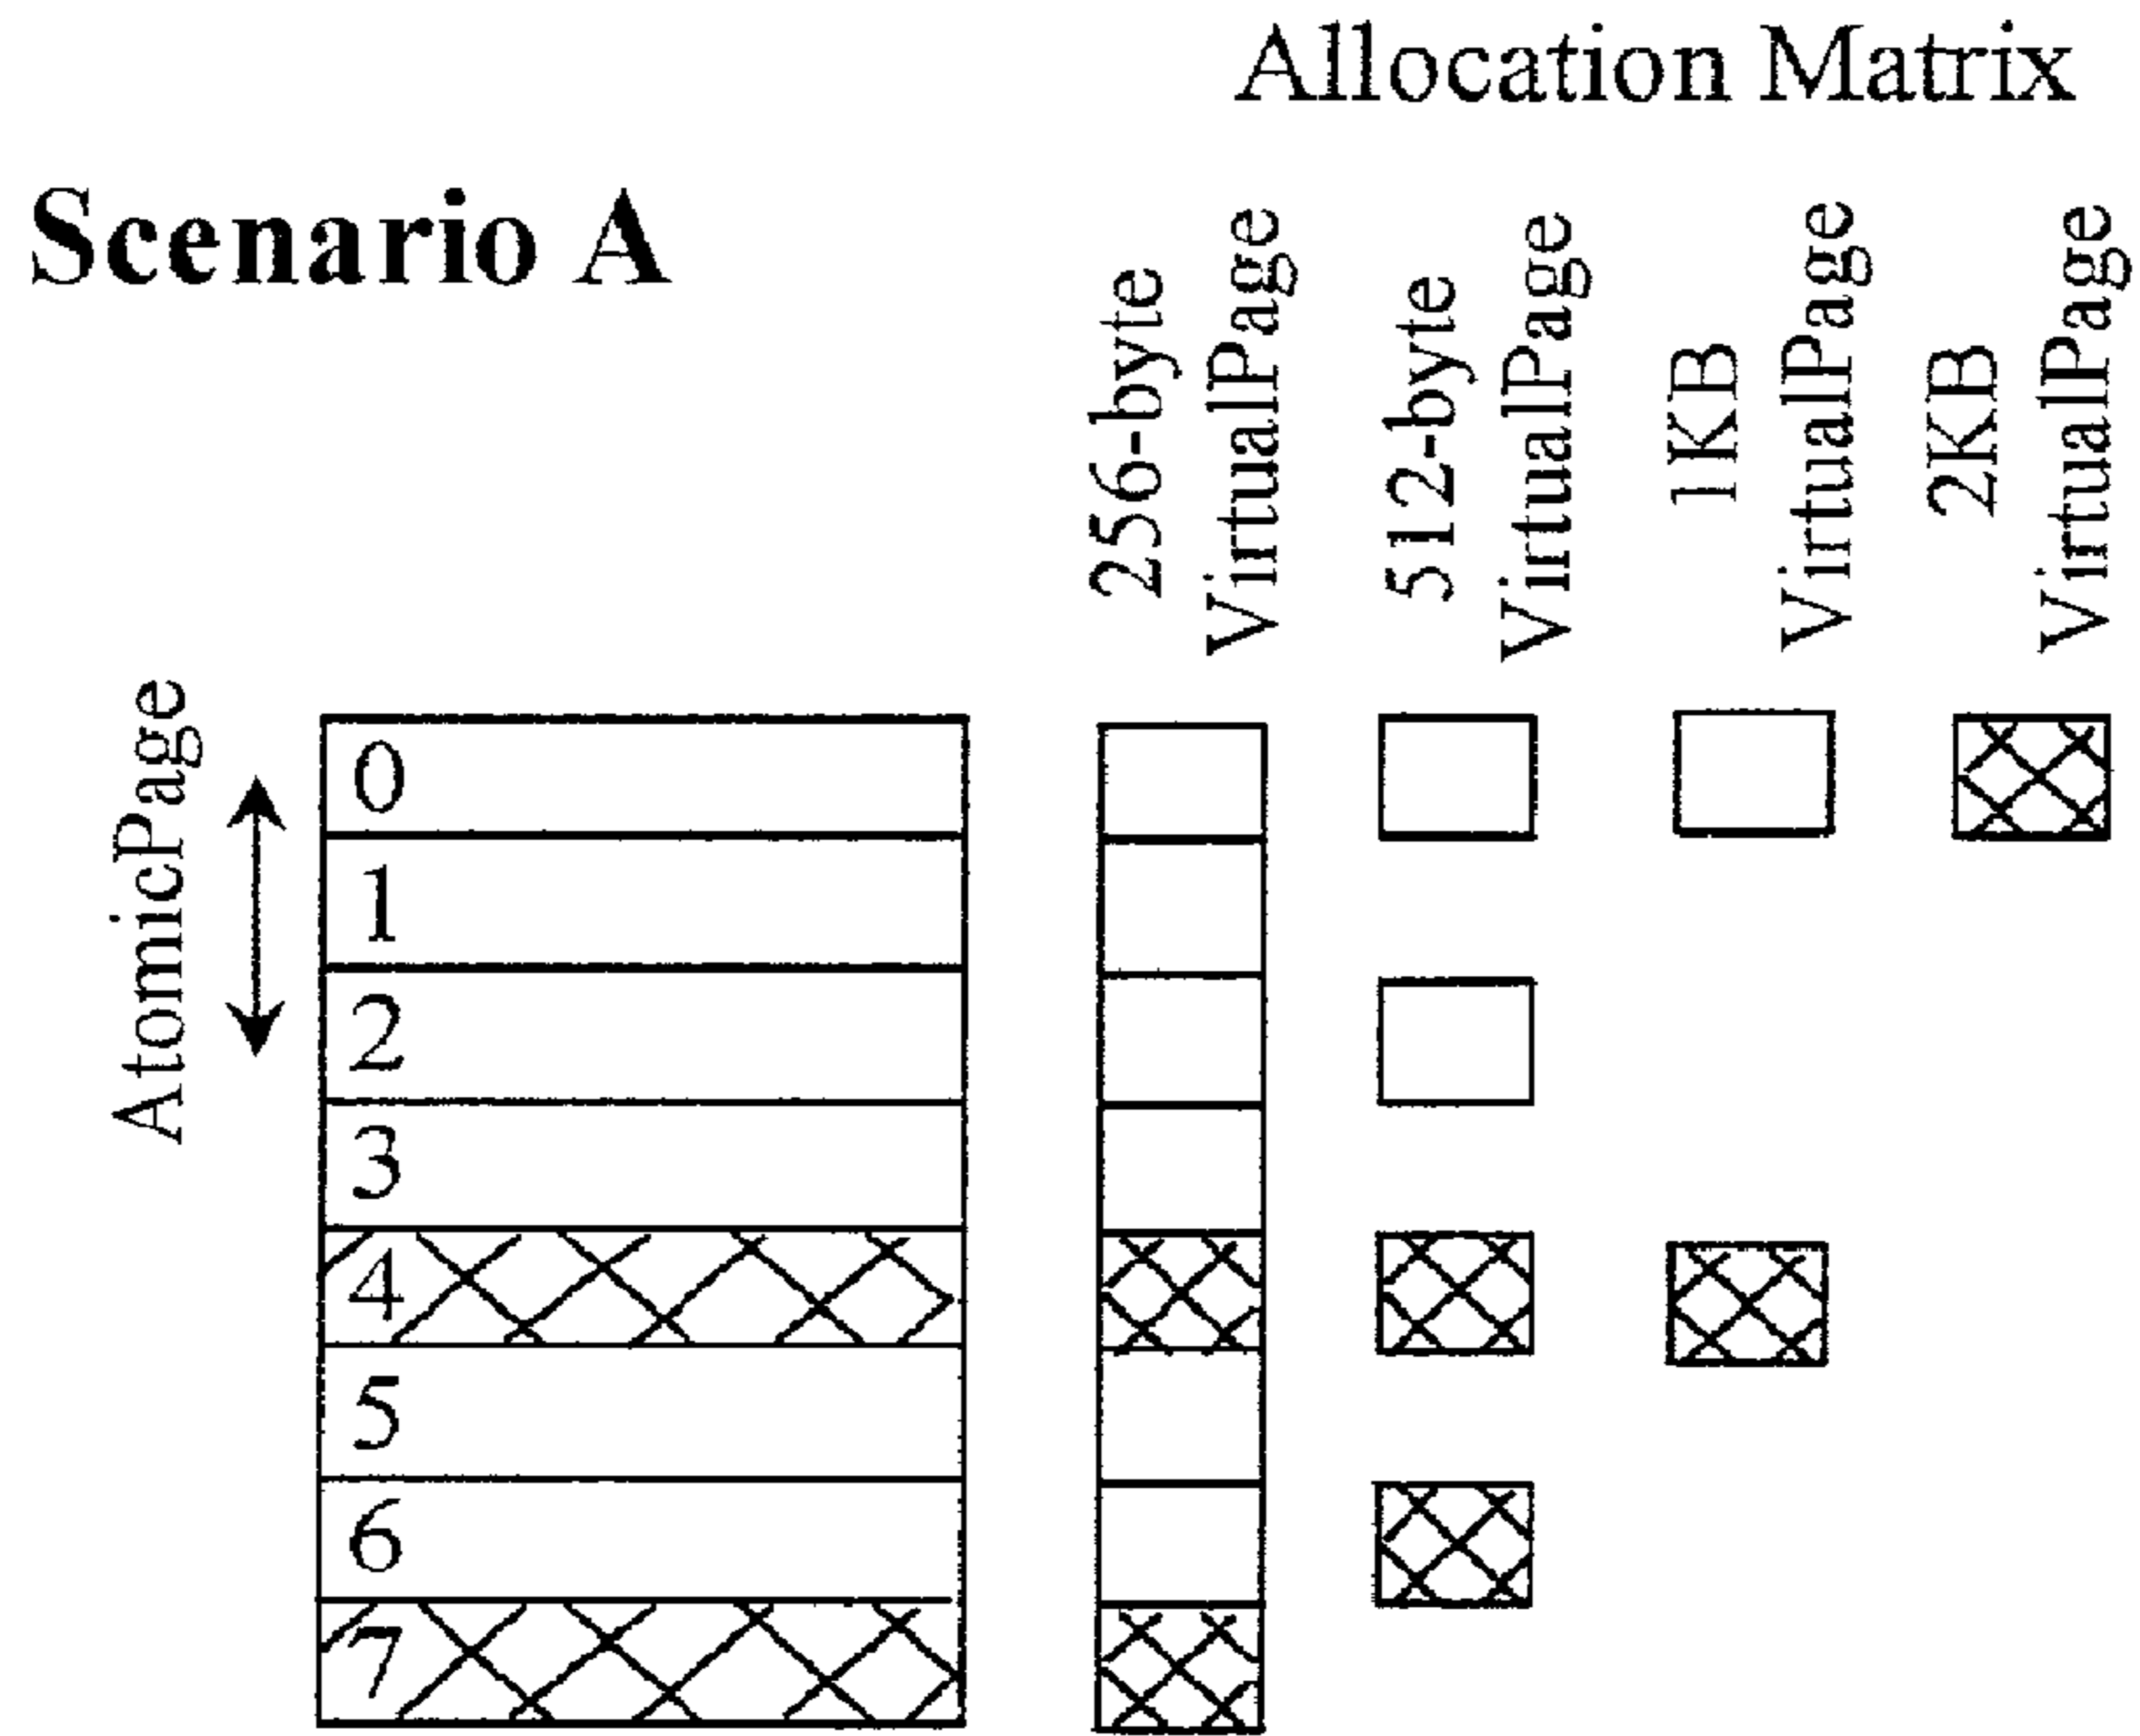 Allocation Matrix
Scenario A
256-byte
VirtualPage
512-byte
VirtualPage
1KB
VirtualPage
2KB
VirtualPage
AtomicPage
0
1
2
3
4
5
6
7